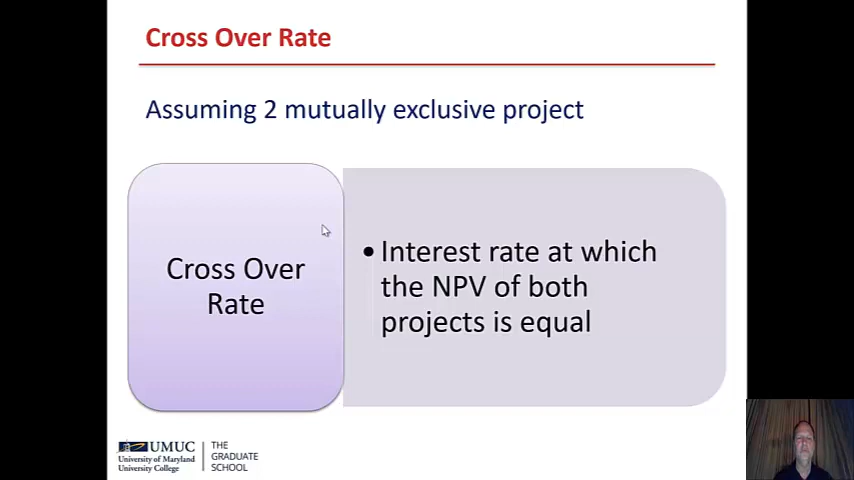 Cross Over Rate
Assuming 2 mutually exclusive project
Cross Over
Rate
• Interest rate at which
the NPV of both
projects is equal
UMUC
University of Maryland
University College
THE
GRADUATE
SCHOOL